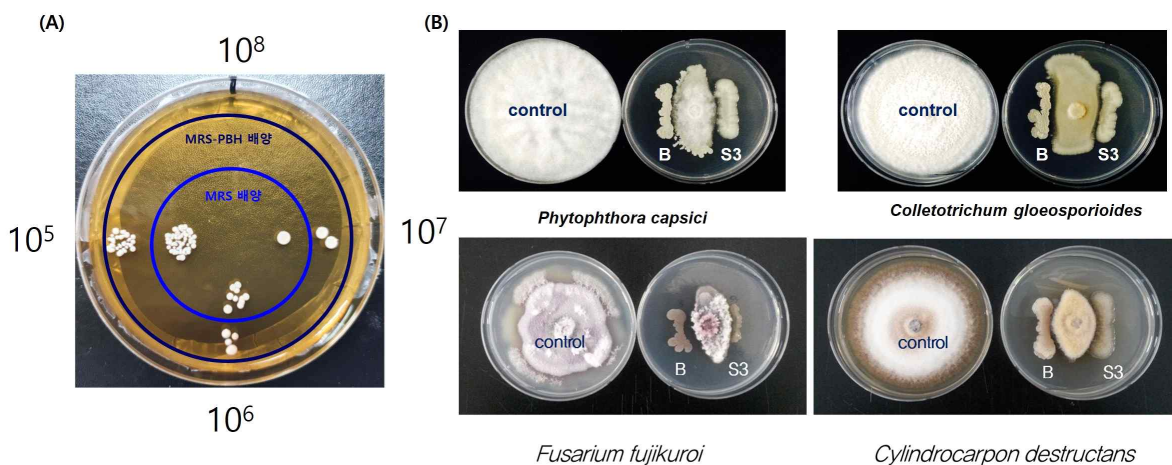 (A)
(B)
10⁸
MRS-PBH 배양
MRS 배양
10⁵
10⁷
10⁶
control
B
S3
control
B
S3
Phytophthora capsici
Colletotrichum gloeosporioides
control
B
S3
control
B
S3
Fusarium fujikuroi
Cylindrocarpon destructans